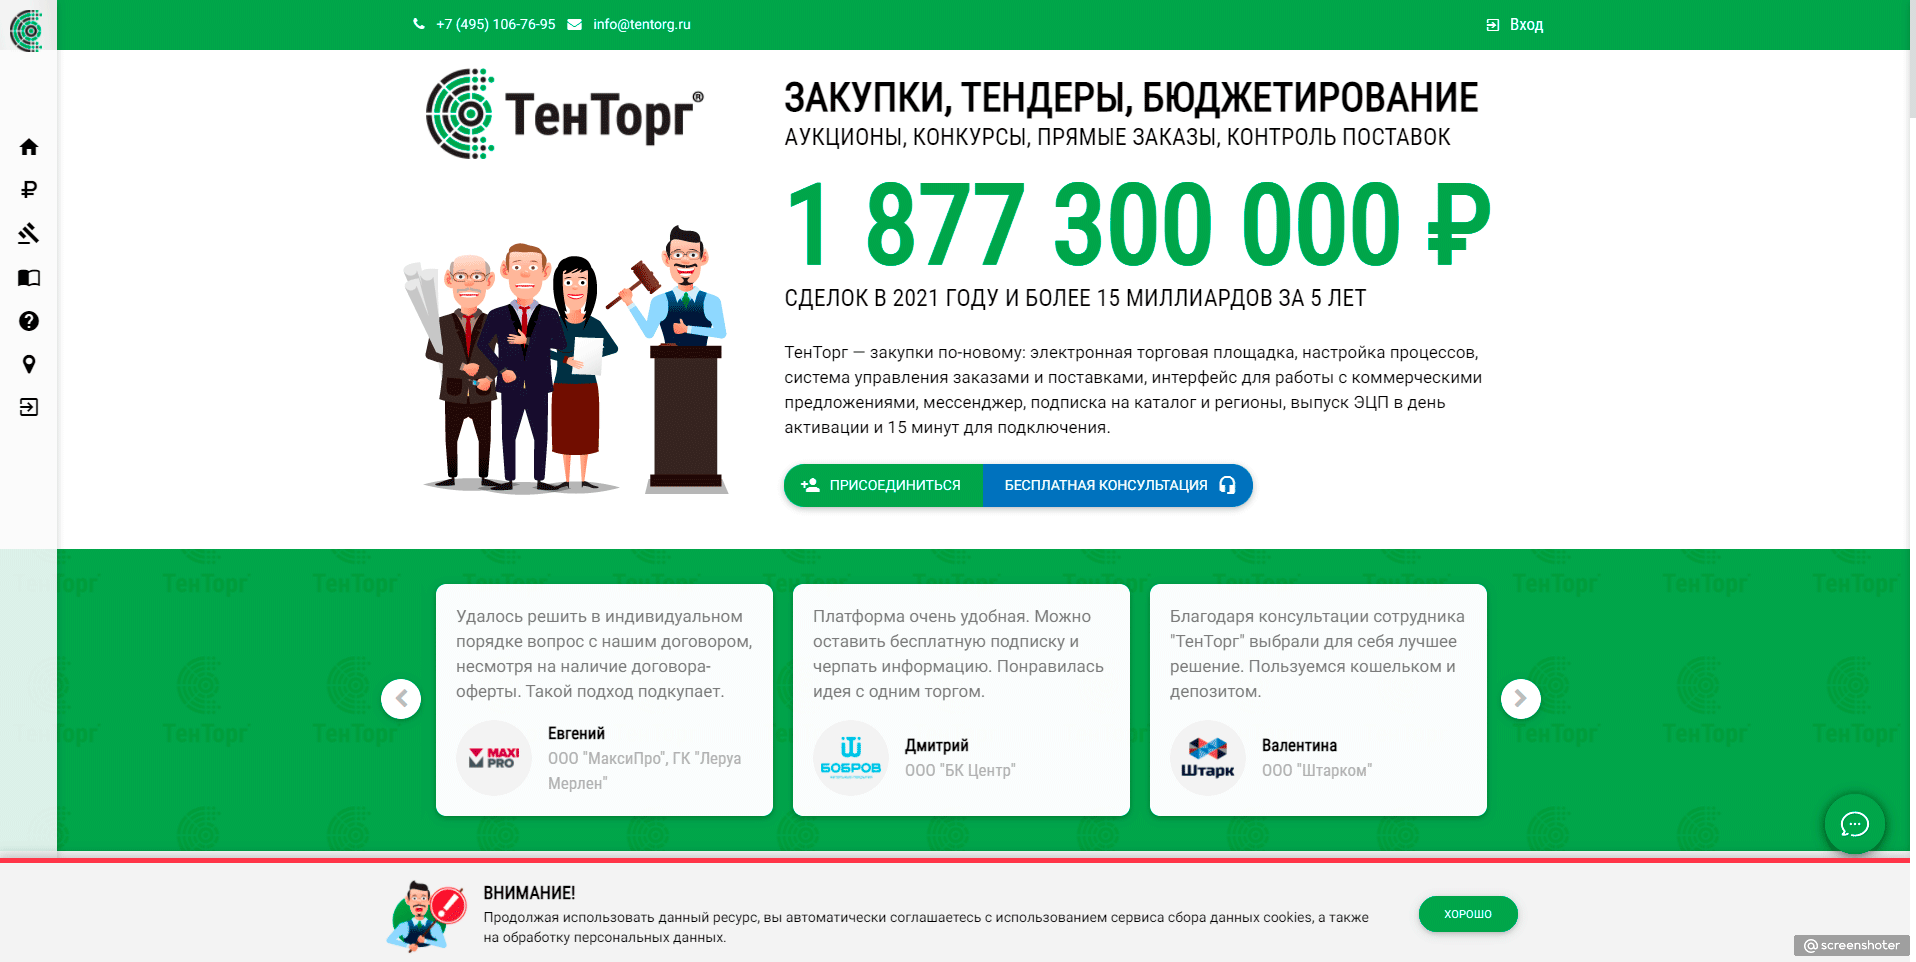 +7 (495) 106-76-95 info@tentorg.ru
Вход
ТенТорг®
ЗАКУПКИ, ТЕНДЕРЫ, БЮДЖЕТИРОВАНИЕ
АУКЦИОНЫ, КОНКУРСЫ, ПРЯМЫЕ ЗАКАЗЫ, КОНТРОЛЬ ПОСТАВОК
1 877 300 000 ₽
СДЕЛОК В 2021 ГОДУ И БОЛЕЕ 15 МИЛЛИАРДОВ ЗА 5 ЛЕТ
ТенТорг — закупки по-новому: электронная торговая площадка, настройка процессов,
система управления заказами и поставками, интерфейс для работы с коммерческими
предложениями, мессенджер, подписка на каталог и регионы, выпуск ЭЦП в день
активации и 15 минут для подключения.
ПРИСОЕДИНИТЬСЯ
БЕСПЛАТНАЯ КОНСУЛЬТАЦИЯ
Удалось решить в индивидуальном
порядке вопрос с нашим договором,
несмотря на наличие договора-
оферты. Такой подход подкупает.
MAXI
PRO
Евгений
ООО "МаксиПро", ГК "Леруа
Мерлен"
Платформа очень удобная. Можно
оставить бесплатную подписку и
черпать информацию. Понравилась
идея с одним торгом.
БОБРОВ
Дмитрий
ООО "БК Центр"
Благодаря консультации сотрудника
"ТенТорг" выбрали для себя лучшее
решение. Пользуемся кошельком и
депозитом.
Штарк
Валентина
ООО "Штарком"
ВНИМАНИЕ!
Продолжая использовать данный ресурс, вы автоматически соглашаетесь с использованием сервиса сбора данных cookies, а также
на обработку персональных данных.
ХОРОШО
@screenshoter